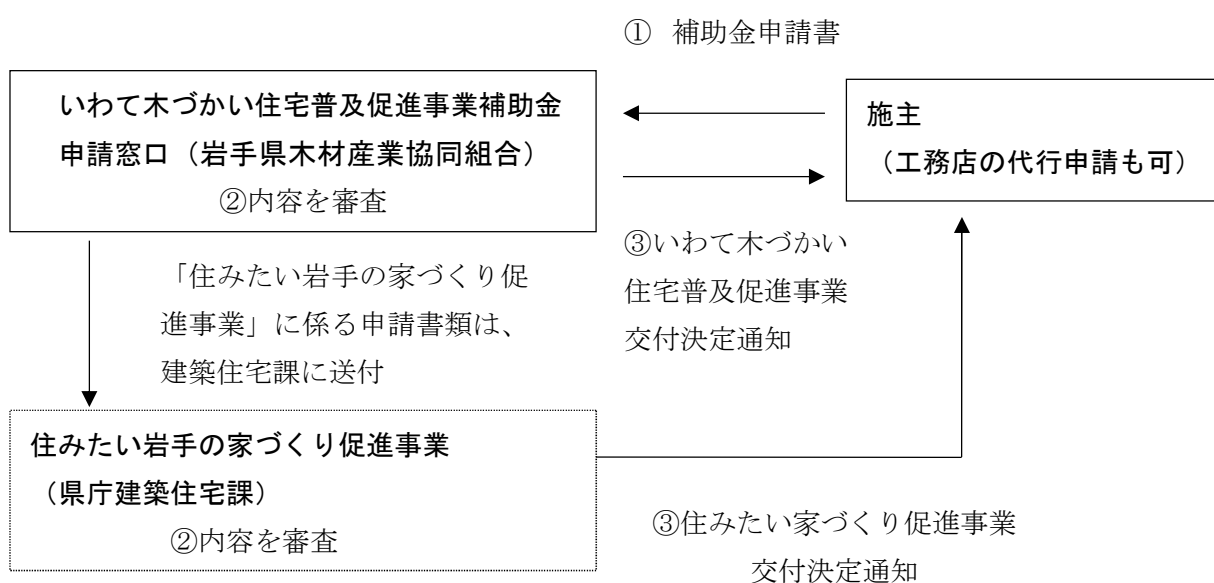 ① 補助金申請書
いわて木づかい住宅普及促進事業補助金
申請窓口（岩手県木材産業協同組合）
②内容を審査
施主
（工務店の代行申請も可）
③いわて木づかい
住宅普及促進事業
交付決定通知
「住みたい岩手の家づくり促
進事業」に係る申請書類は、
建築住宅課に送付
住みたい岩手の家づくり促進事業
（県庁建築住宅課）
②内容を審査
③住みたい家づくり促進事業
交付決定通知